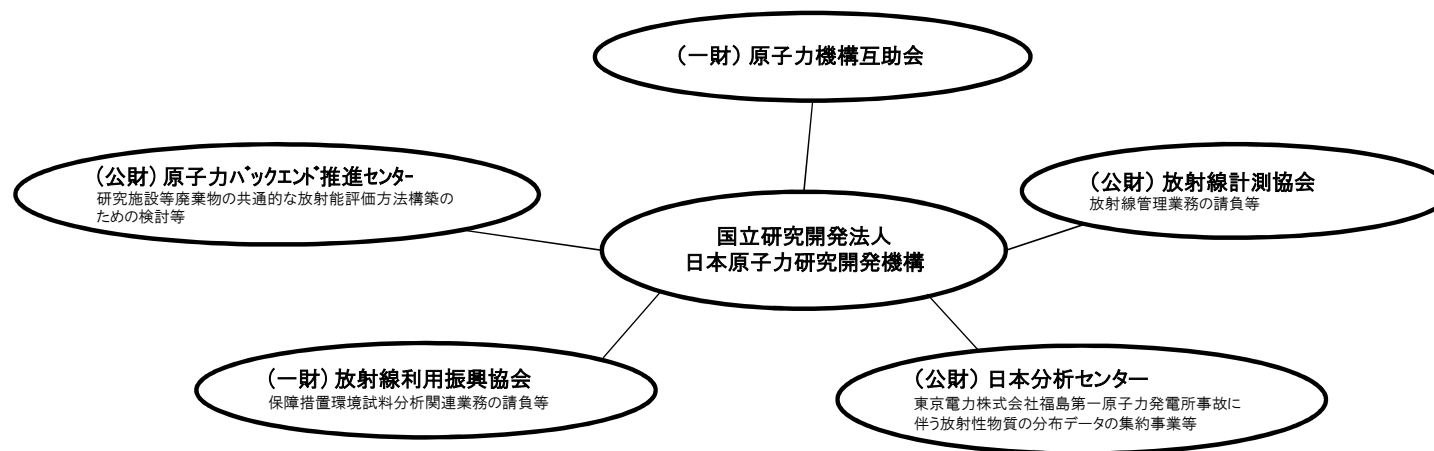 (一財)原子力機構互助会
(公財)原子力バックエンド推進センター
研究施設等廃棄物の共通的な放射能評価方法構築の
ための検討等
(公財)放射線計測協会
放射線管理業務の請負等
国立研究開発法人
日本原子力研究開発機構
(一財)放射線利用振興協会
保障措置環境試料分析関連業務の請負等
(公財)日本分析センター
東京電力株式会社福島第一原子力発電所事故に
伴う放射性物質の分布データの集約事業等